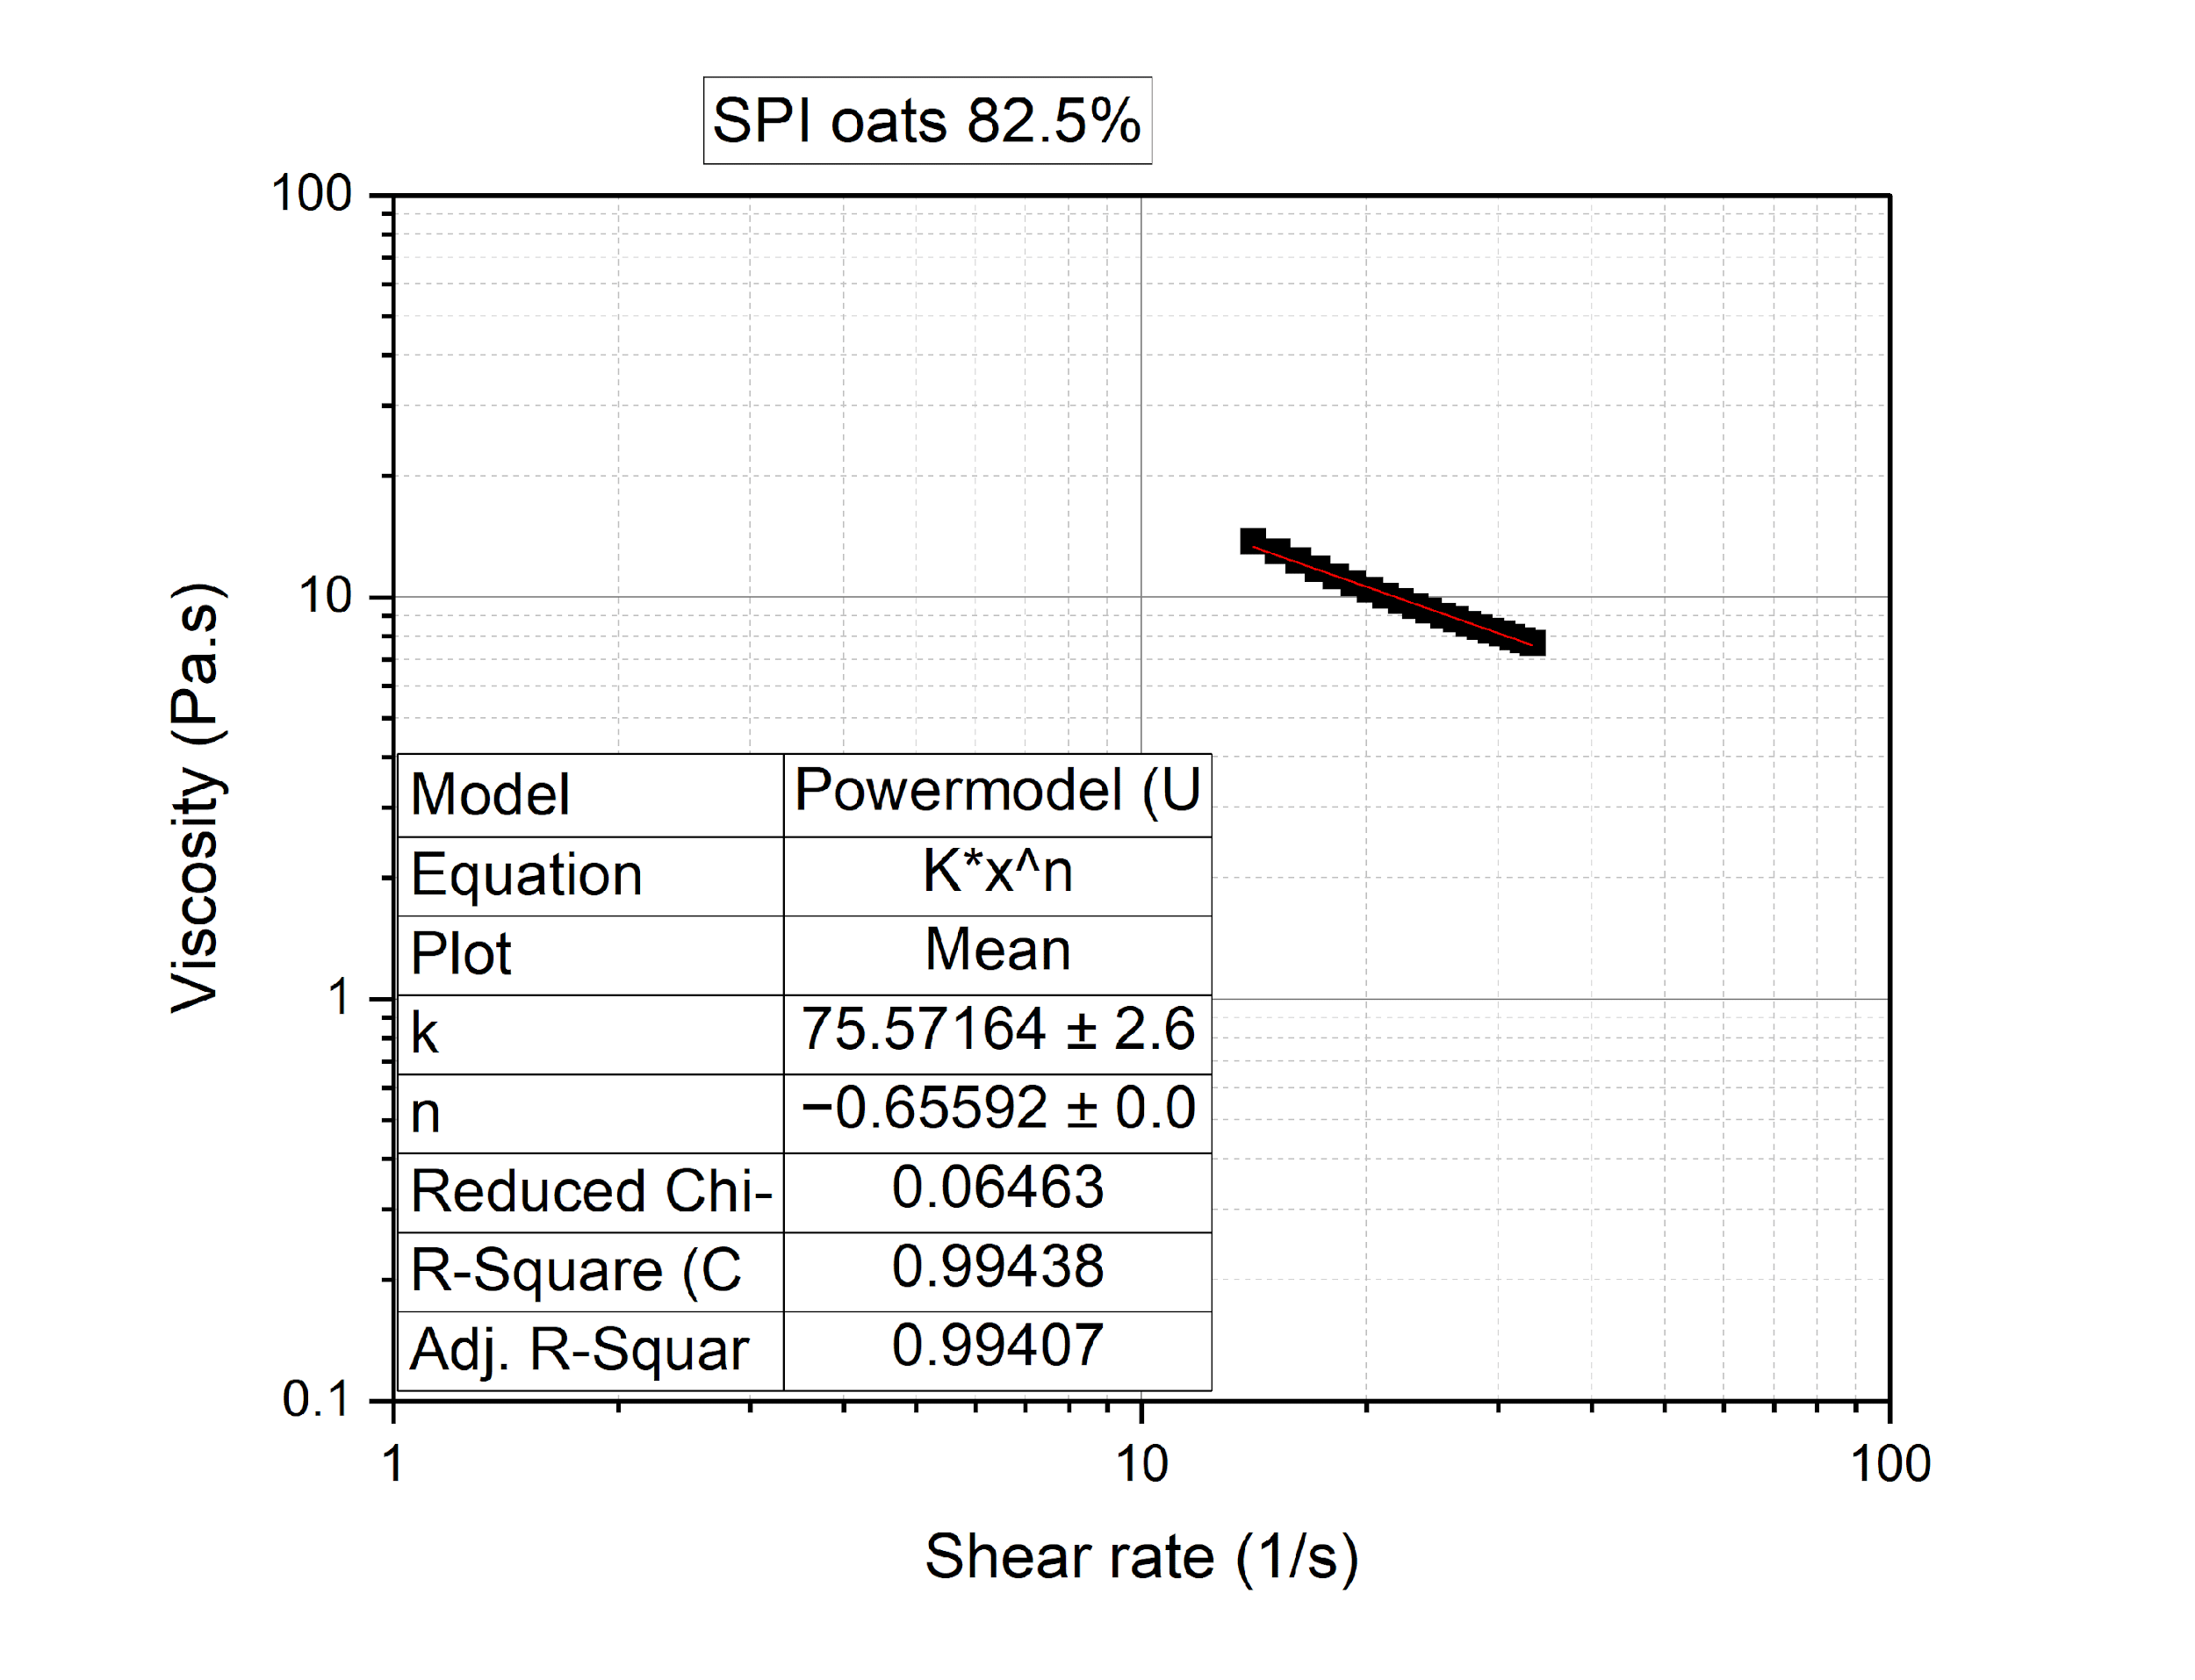 SPI oats 82.5%
100
10
1
0.1
Viscosity (Pa.s)
Model Powermodel (U
Equation K*x^n
Plot Mean
k 75.57164 ± 2.6
n −0.65592 ± 0.0
Reduced Chi- 0.06463
R-Square (C 0.99438
Adj. R-Squar 0.99407
1 10 100
Shear rate (1/s)